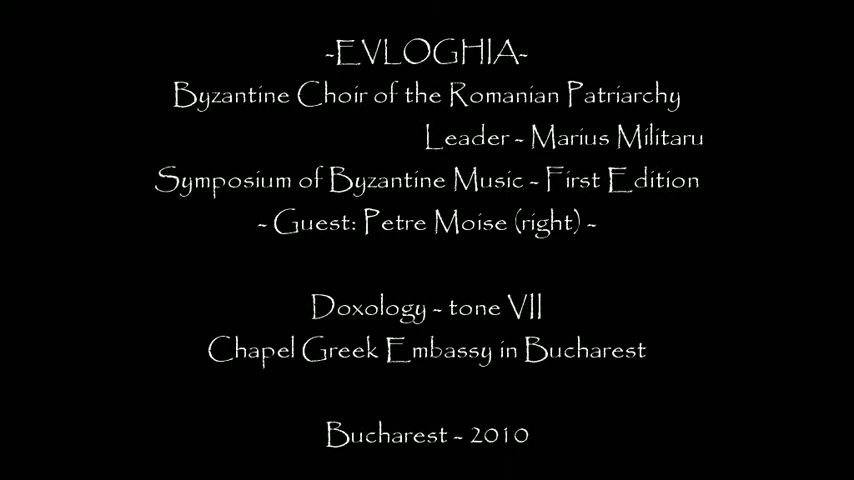 -EVLOGHIA-
Byzantine Choir of the Romanian Patriarchy
Leader - Marius Militaru
Symposium of Byzantine Music - First Edition
- Guest: Petre Moise (right) -
Doxology - tone VII
Chapel Greek Embassy in Bucharest
Bucharest - 2010